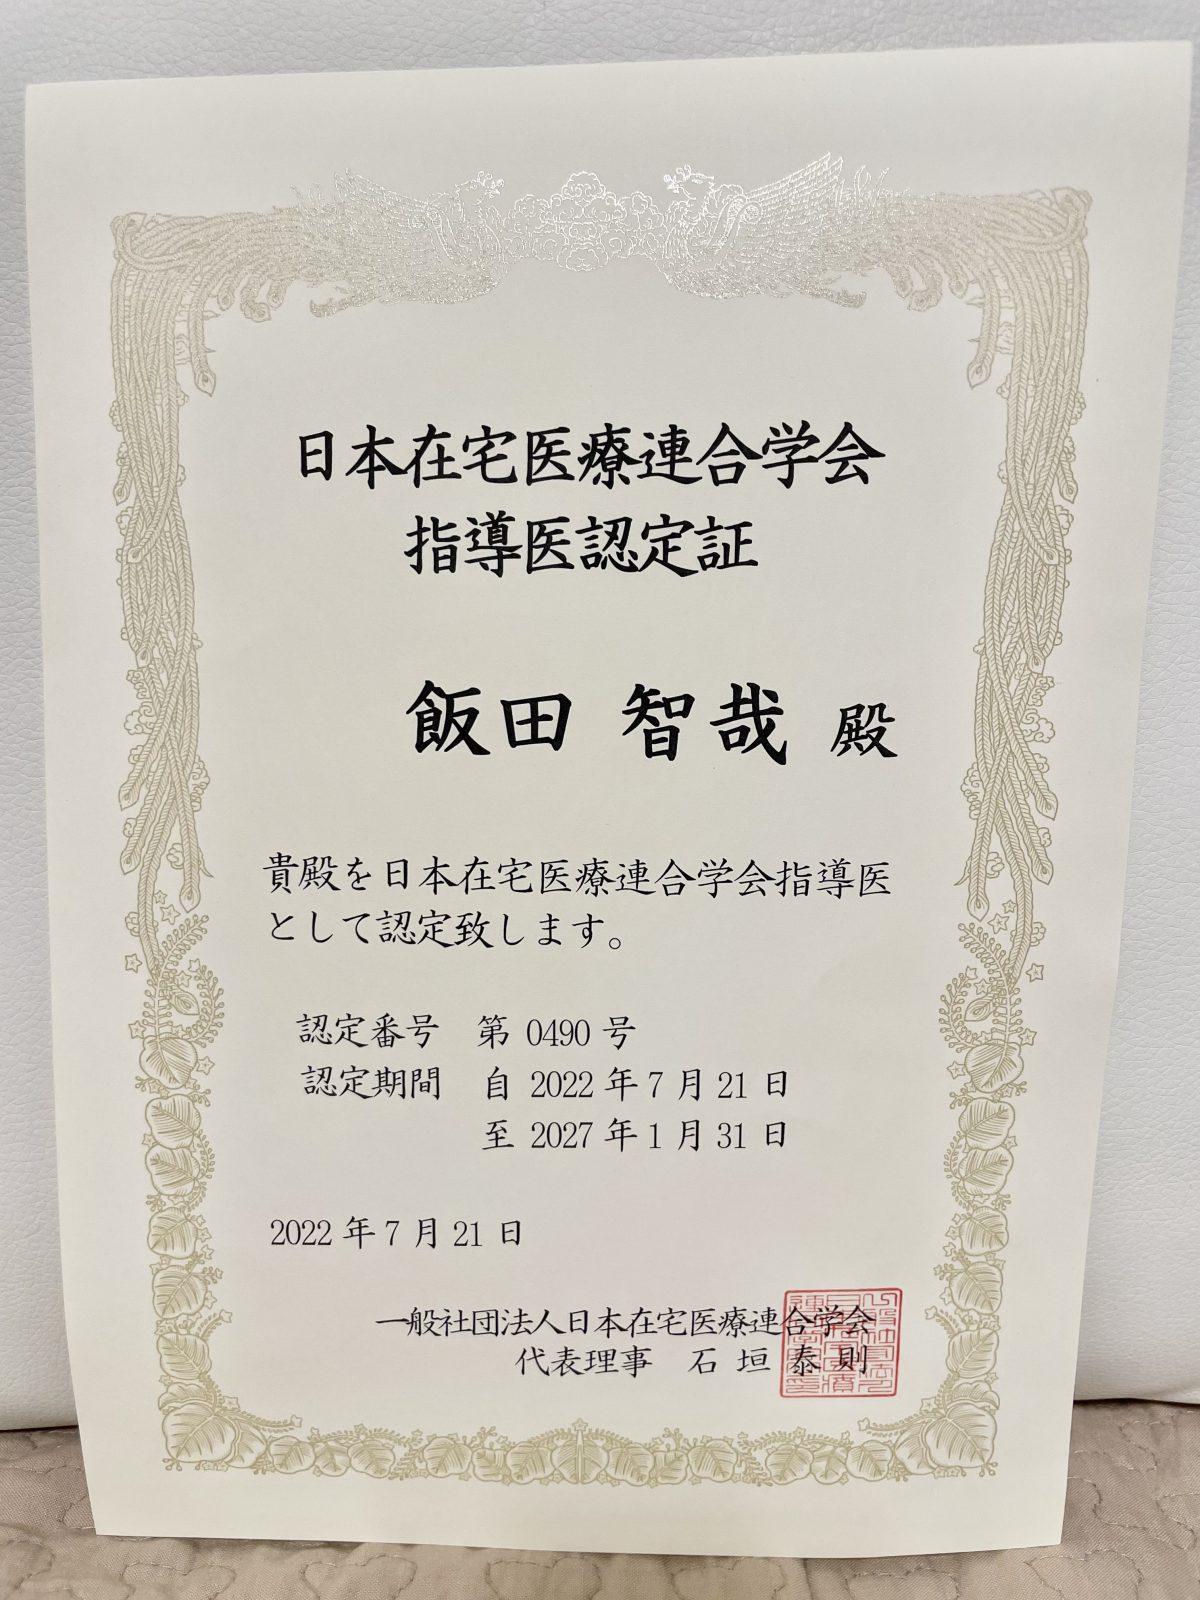 日本在宅医療連合学会
指導医認定証
飯田 智哉 殿
貴殿を日本在宅医療連合学会指導医
として認定致します。
認定番号 第 0490 号
認定期間 自 2022 年 7 月 21 日
至 2027 年 1 月 31 日
2022 年 7 月 21 日
一般社団法人日本在宅医療連合学会
代表理事 石 垣 泰 則